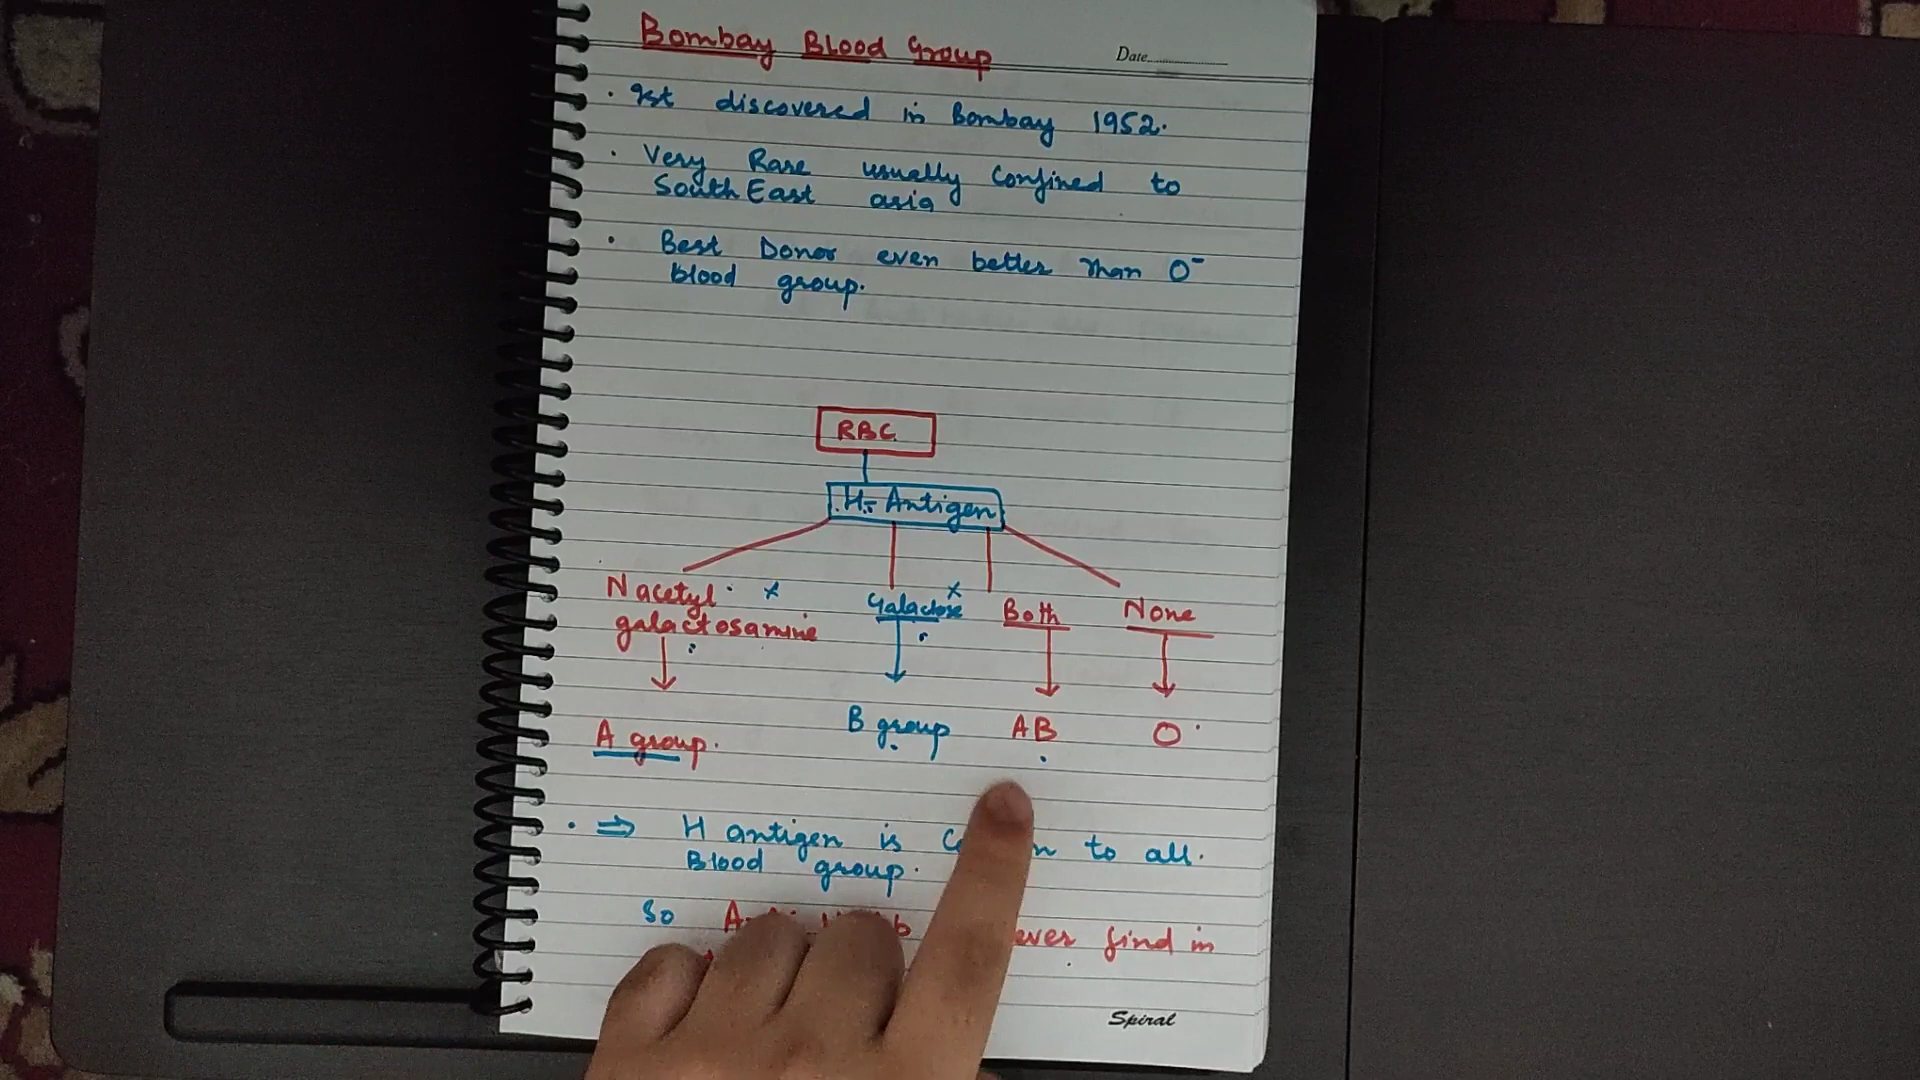 Bombay Blood Group
Date
· 1st discovered in Bombay 1952.
· Very Rare usually confined to
South East asia
· Best Donor even better than O⁻
blood group.
RBC
H- Antigen
Nacetyl galactosamine
Galactose
Both
None
A group.
B group
AB
O
· ⇒ H antigen is to all.
Blood group.
So find in
Spiral